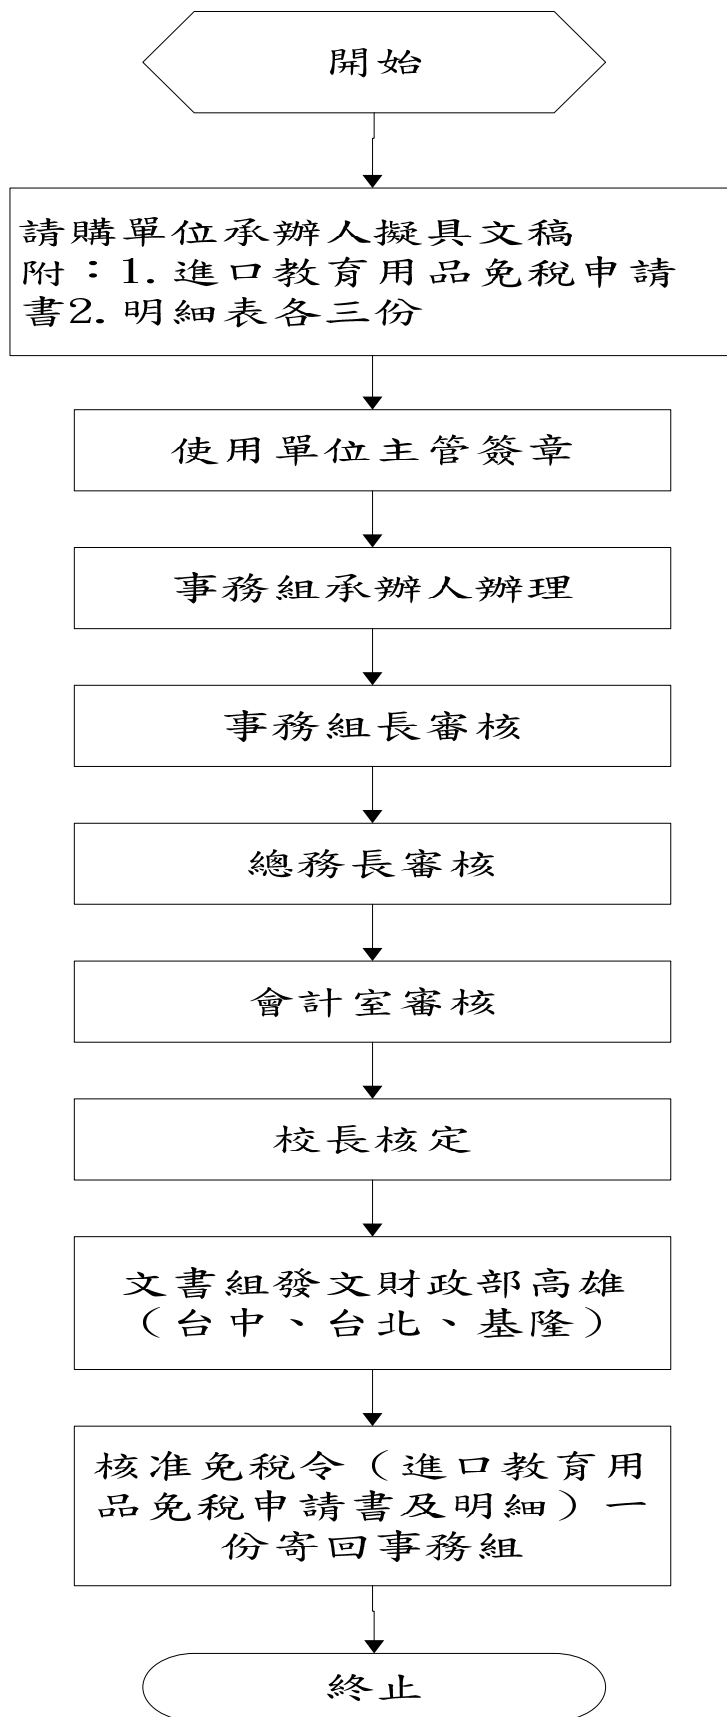 開始
請購單位承辦人擬具文稿
附：1. 進口教育用品免稅申請
書2. 明細表各三份
使用單位主管簽章
事務組承辦人辦理
事務組長審核
總務長審核
會計室審核
校長核定
文書組發文財政部高雄
（台中、台北、基隆）
核准免稅令（進口教育用
品免稅申請書及明細）一
份寄回事務組
終止